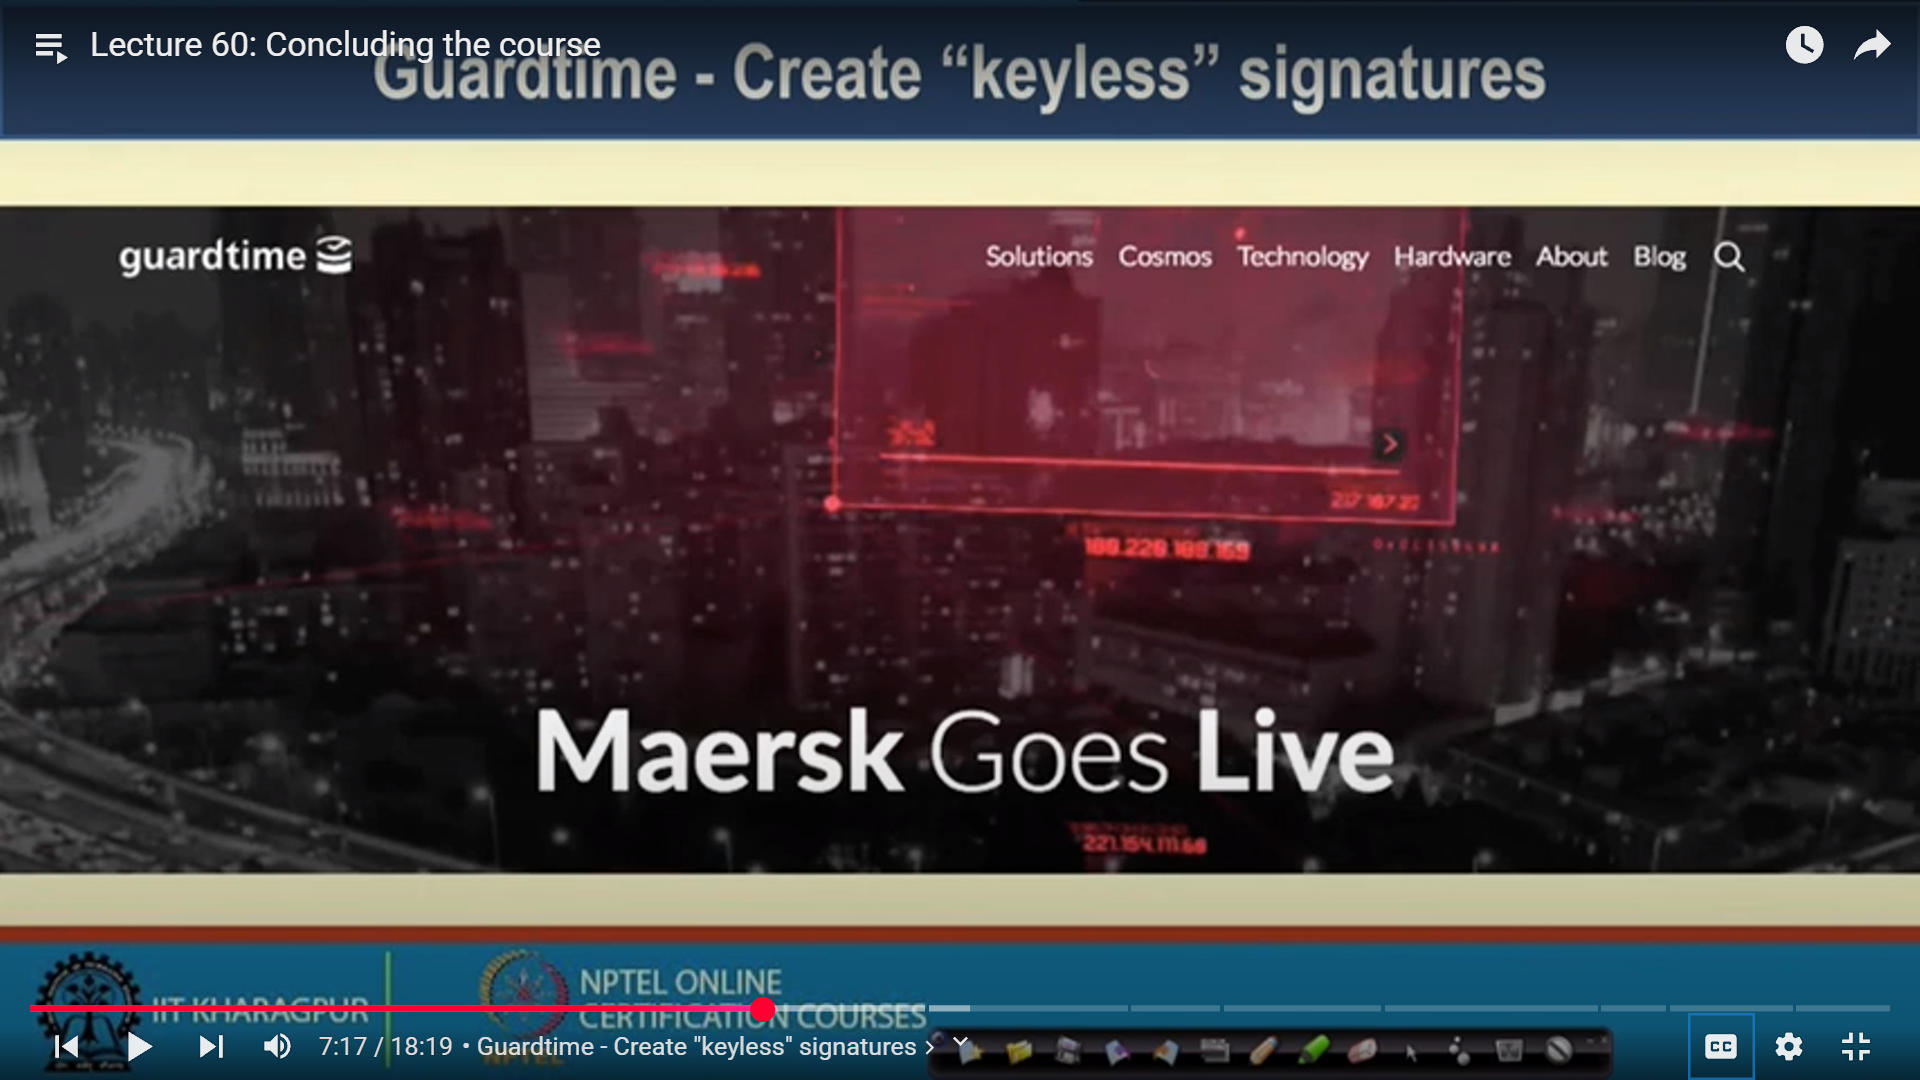 Lecture 60: Concluding the course
Guardtime - Create “keyless” signatures
guardtime
Solutions Cosmos Technology Hardware About Blog
217.167.22
188.228.188.169
Maersk Goes Live
221.154.111.68
IIT KHARAGPUR
NPTEL ONLINE
CERTIFICATION COURSES
NPTEL
7:17 / 18:19 • Guardtime - Create "keyless" signatures
CC